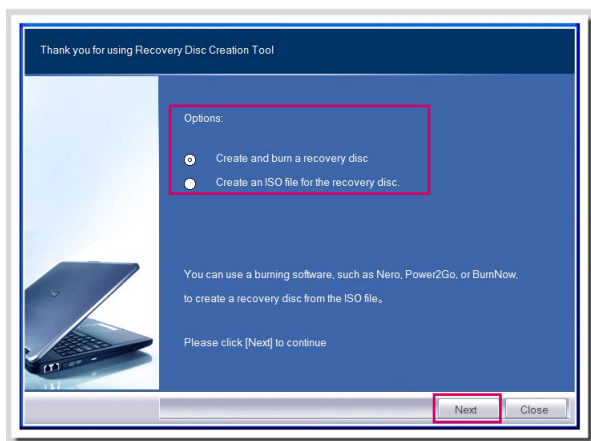 Thank you for using Recovery Disc Creation Tool
Options:
Create and burn a recovery disc
Create an ISO file for the recovery disc.
You can use a burning software, such as Nero, Power2Go, or BurnNow,
to create a recovery disc from the ISO file。
Please click [Next] to continue
Next
Close